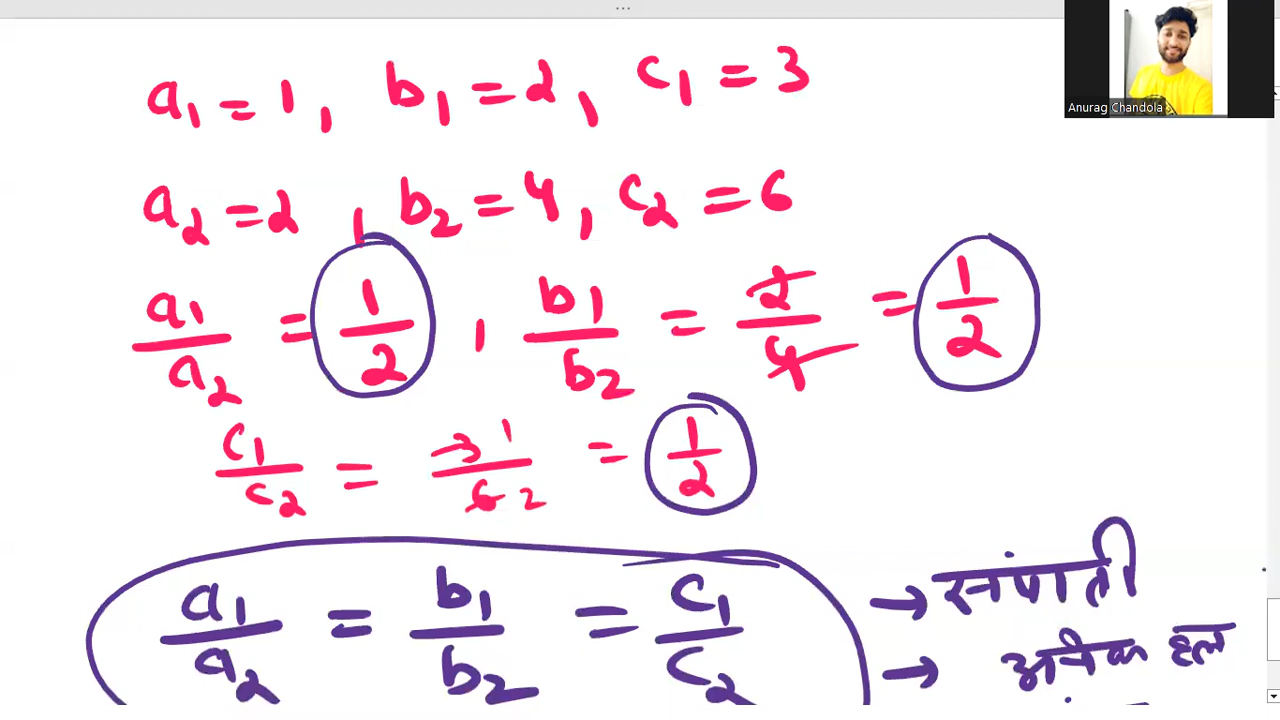 Anurag Chandola
a₁ = 1, b₁ = 2, c₁ = 3
a₂ = 2, b₂ = 4, c₂ = 6
a₁/a₂ = 1/2, b₁/b₂ = 2/4 = 1/2
c₁/c₂ = 3 1/6 2 = 1/2
a₁/a₂ = b₁/b₂ = c₁/c₂ → संपाती
→ अनेक हल